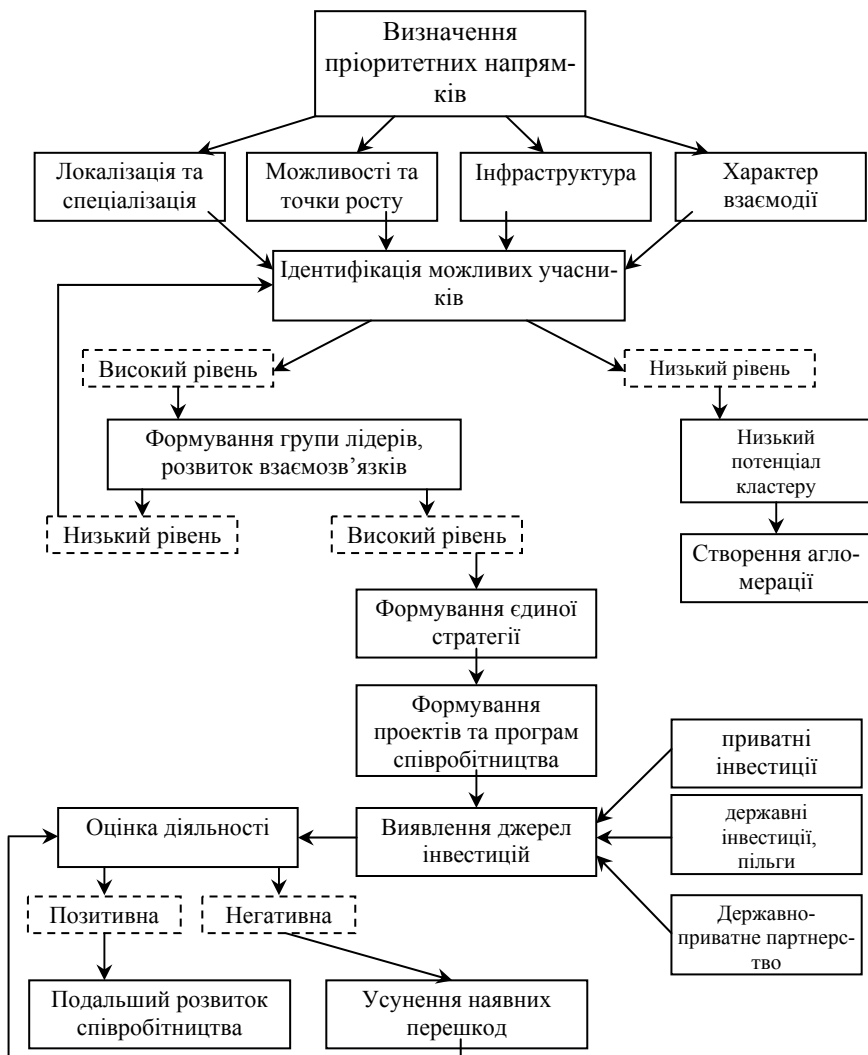 Визначення
пріоритетних напрям-
ків
Локалізація та
спеціалізація
Можливості та
точки росту
Інфраструктура
Характер
взаємодії
Ідентифікація можливих учасни-
ків
Високий рівень
Низький рівень
Формування групи лідерів,
розвиток взаємозв’язків
Низький
потенціал
кластеру
Низький рівень
Високий рівень
Створення агло-
мерації
Формування єдиної
стратегії
Формування
проектів та програм
співробітництва
приватні
інвестиції
Оцінка діяльності
Виявлення джерел
інвестицій
державні
інвестиції,
пільги
Позитивна
Негативна
Державно-
приватне партнерс-
тво
Подальший розвиток
співробітництва
Усунення наявних
перешкод